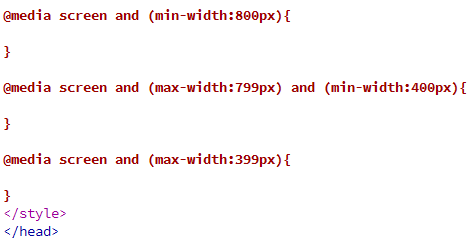 @media screen and (min-width:800px){
}
@media screen and (max-width:799px) and (min-width:400px){
}
@media screen and (max-width:399px){
}
</style>
</head>